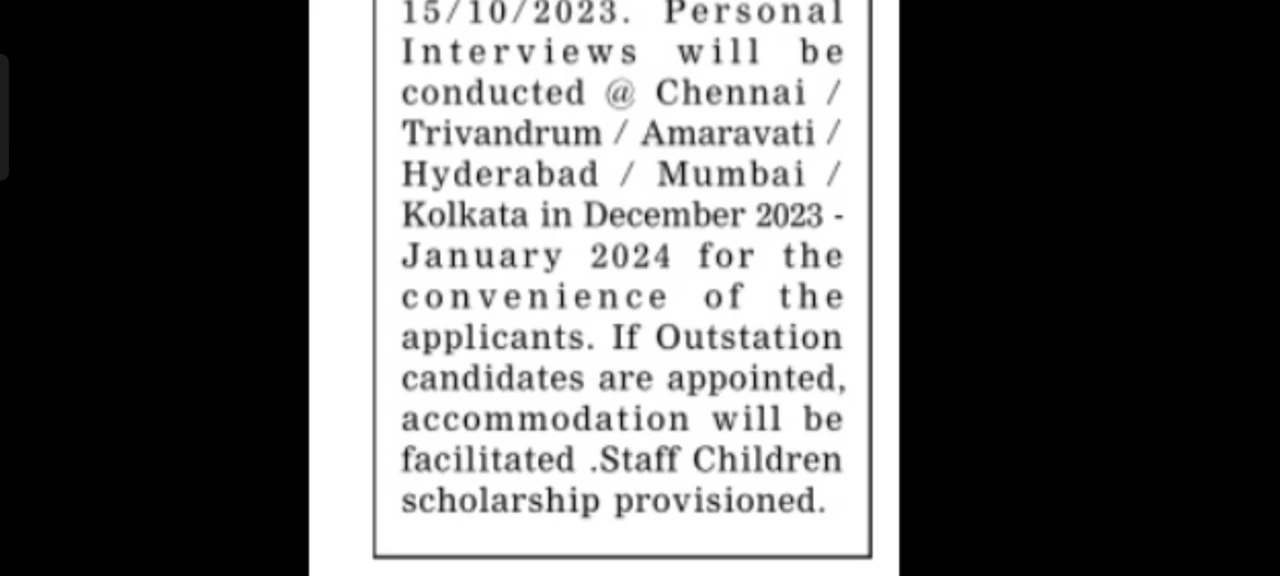 15/10/2023. Personal
Interviews will be
conducted @ Chennai /
Trivandrum / Amaravati /
Hyderabad / Mumbai /
Kolkata in December 2023 -
January 2024 for the
convenience of the
applicants. If Outstation
candidates are appointed,
accommodation will be
facilitated .Staff Children
scholarship provisioned.